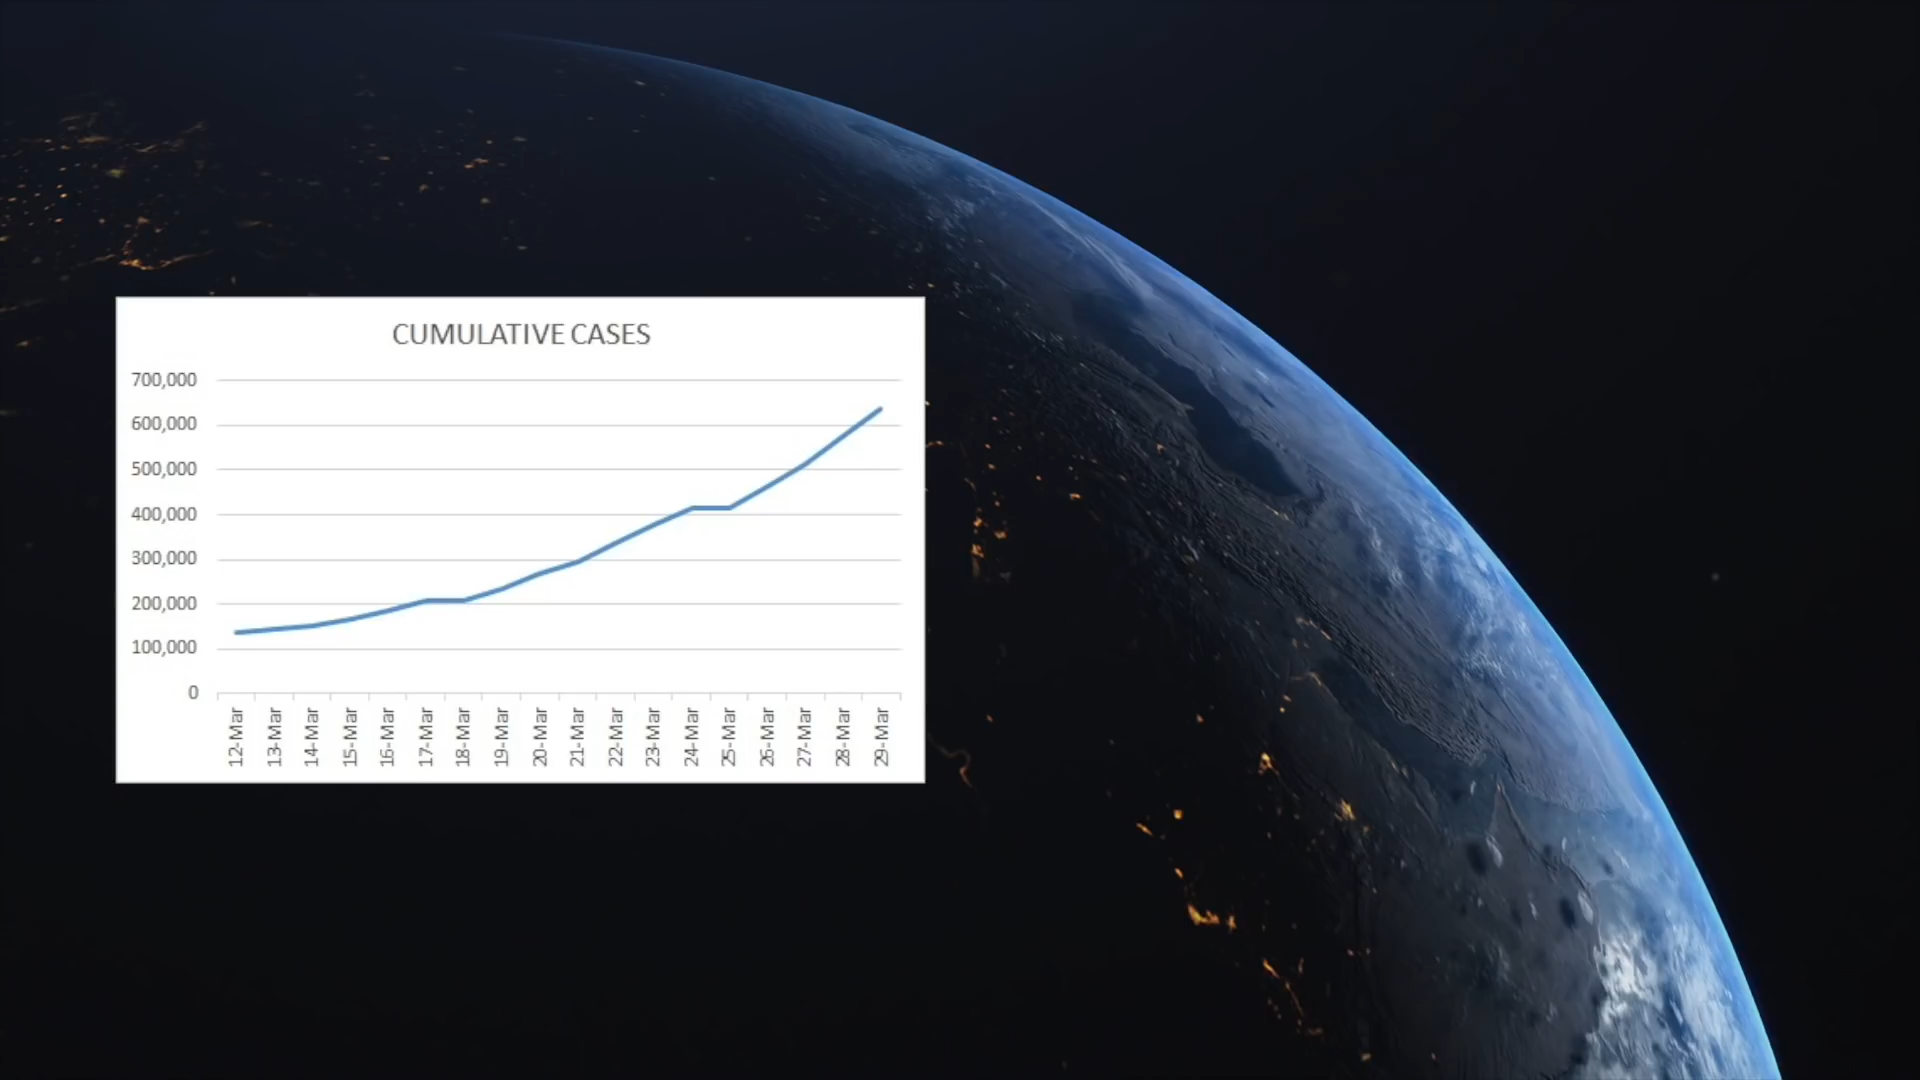 CUMULATIVE CASES
700,000
600,000
500,000
400,000
300,000
200,000
100,000
0
12-Mar
13-Mar
14-Mar
15-Mar
16-Mar
17-Mar
18-Mar
19-Mar
20-Mar
21-Mar
22-Mar
23-Mar
24-Mar
25-Mar
26-Mar
27-Mar
28-Mar
29-Mar